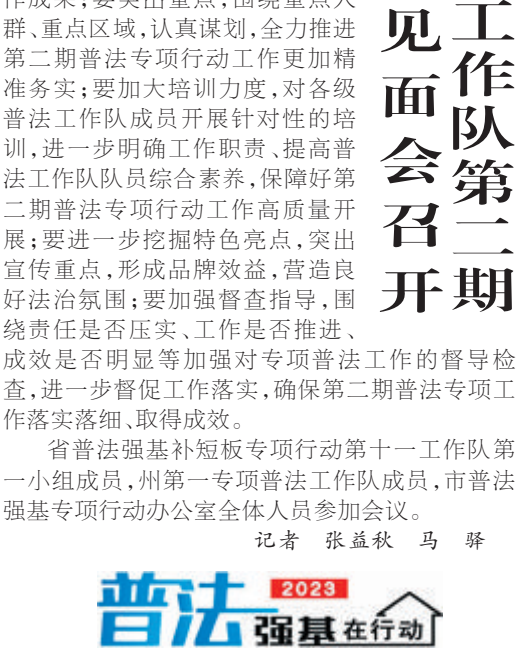 工作队第二期
见面会召开
作成果；要突出重点，围绕重点人
群、重点区域，认真谋划，全力推进
第二期普法专项行动工作更加精
准务实；要加大培训力度，对各级
普法工作队成员开展针对性的培
训，进一步明确工作职责、提高普
法工作队队员综合素养，保障好第
二期普法专项行动工作高质量开
展；要进一步挖掘特色亮点，突出
宣传重点，形成品牌效益，营造良
好法治氛围；要加强督查指导，围
绕责任是否压实、工作是否推进、
成效是否明显等加强对专项普法工作的督导检
查，进一步督促工作落实，确保第二期普法专项工
作落实落细、取得成效。
省普法强基补短板专项行动第十一工作队第
一小组成员，州第一专项普法工作队成员，市普法
强基专项行动办公室全体人员参加会议。
记者 张益秋 马 驿
普法 2023 强基在行动